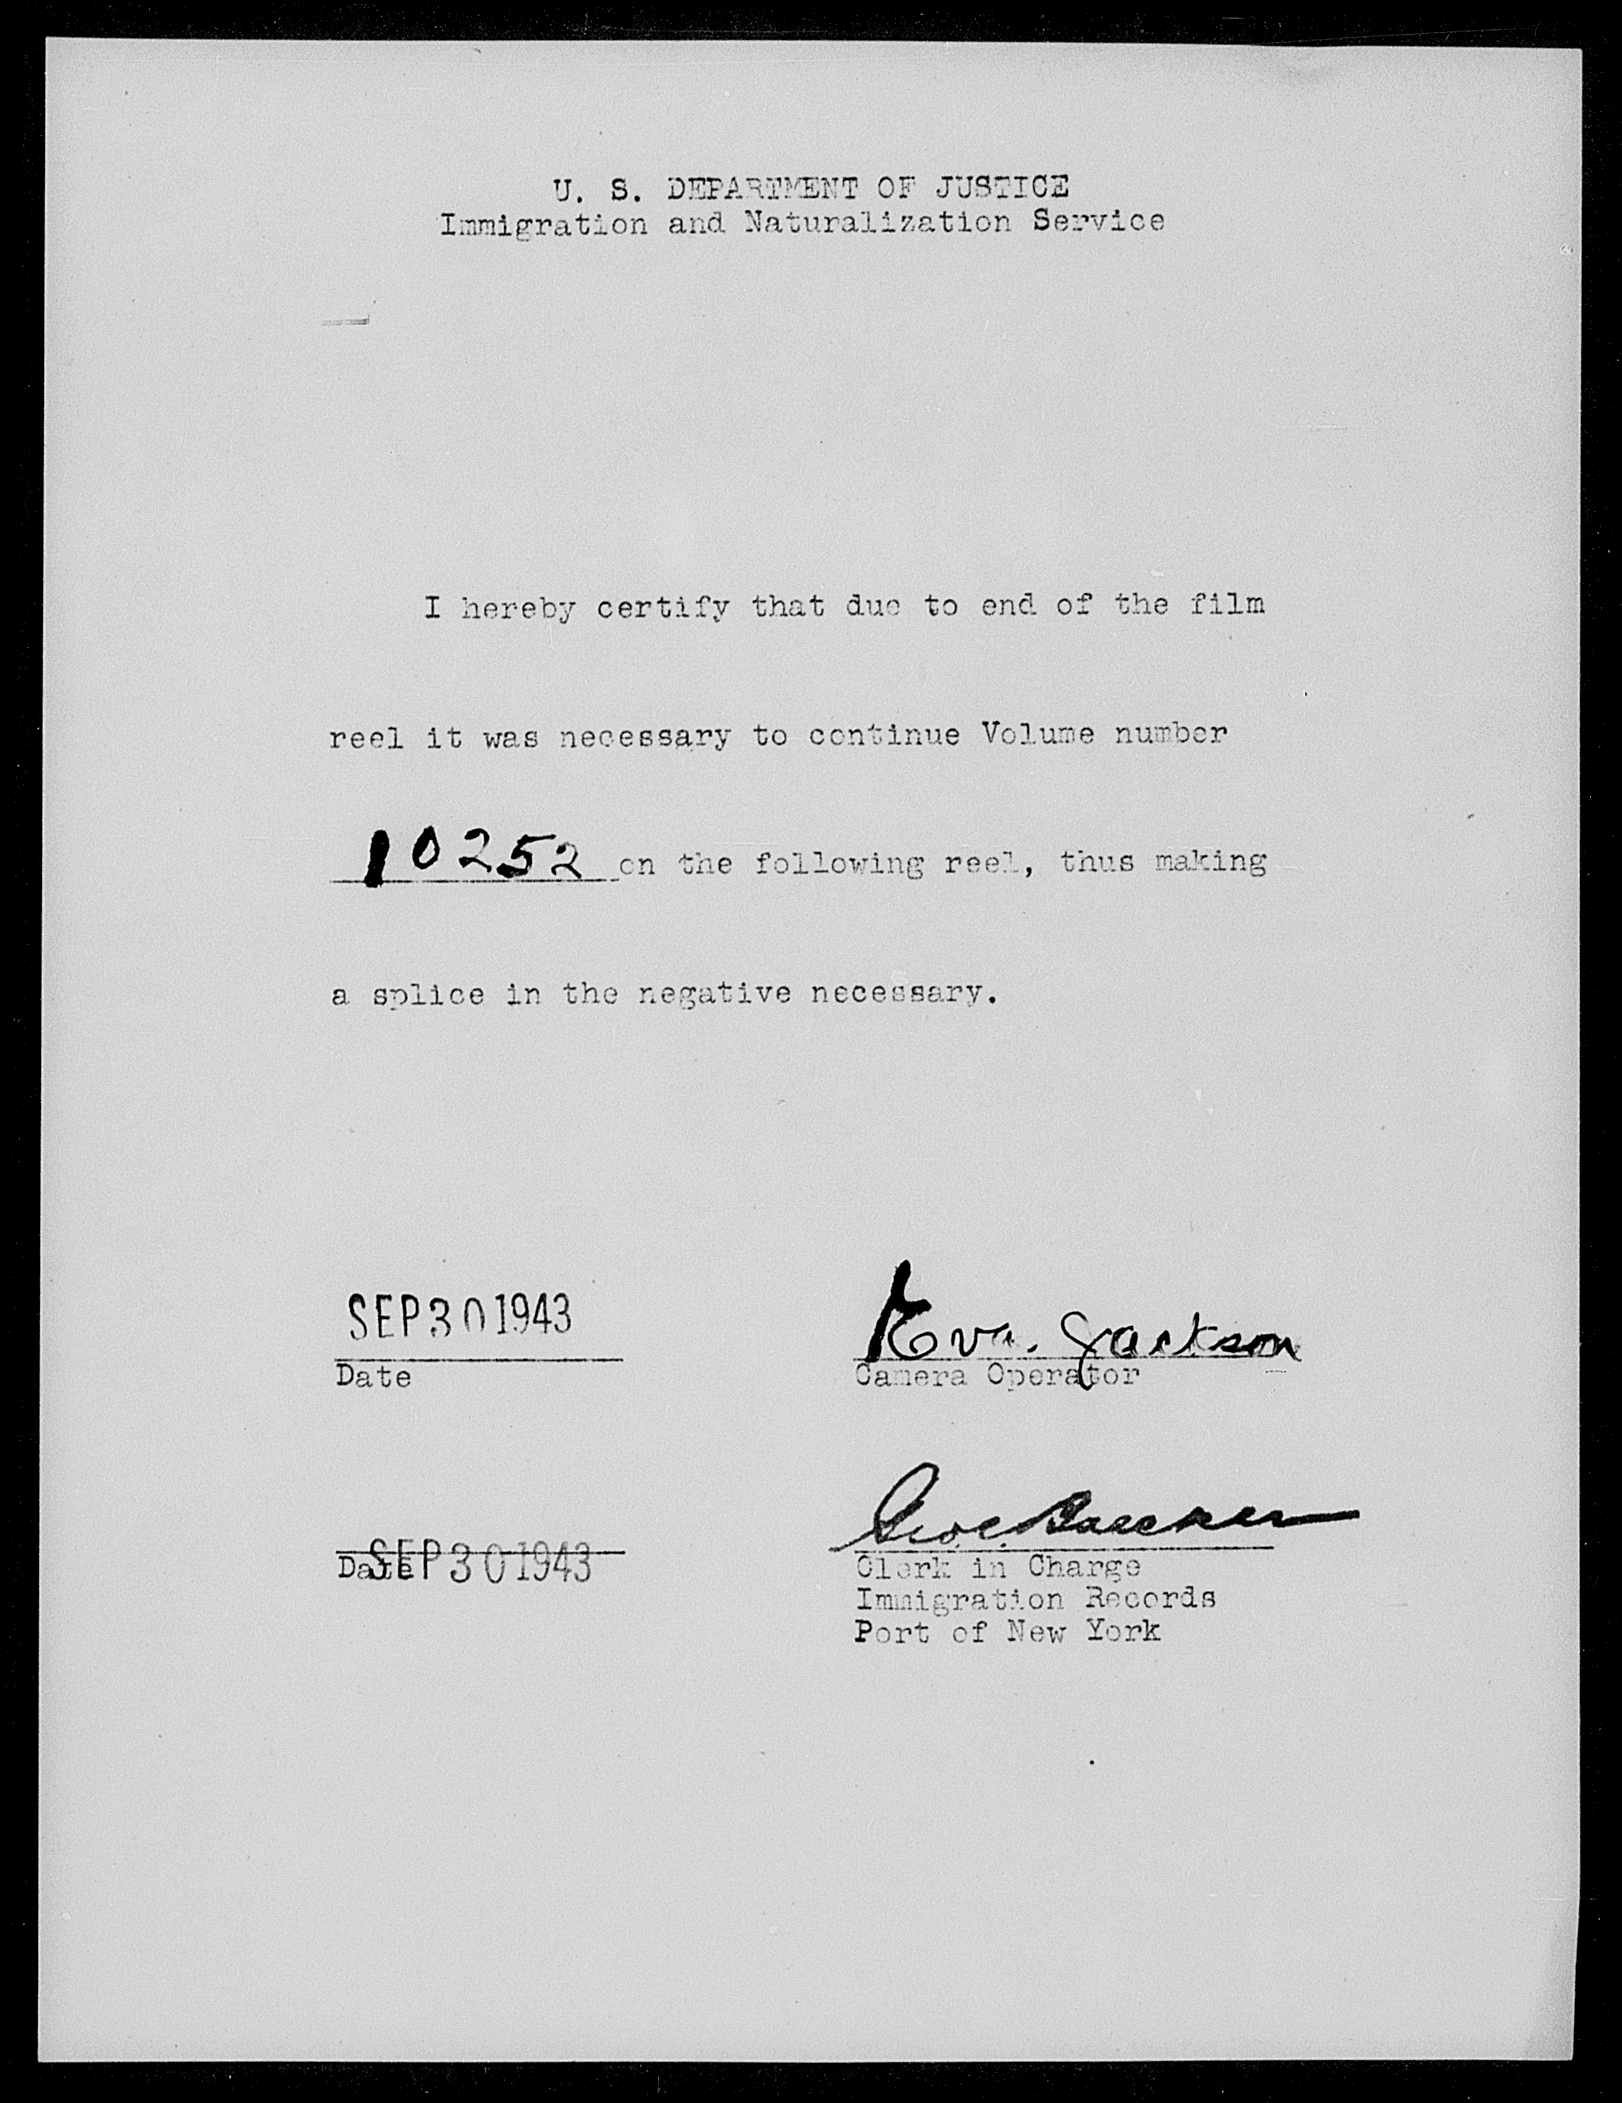 U. S. DEPARTMENT OF JUSTICE
Immigration and Naturalization Service
I hereby certify that due to end of the film
reel it was necessary to continue Volume number
10252 on the following reel, thus making
a splice in the negative necessary.
SEP 30 1943
Eva. Jackson
Date
Camera Operator
SEP 30 1943
Date
Clerk in Charge
Immigration Records
Port of New York